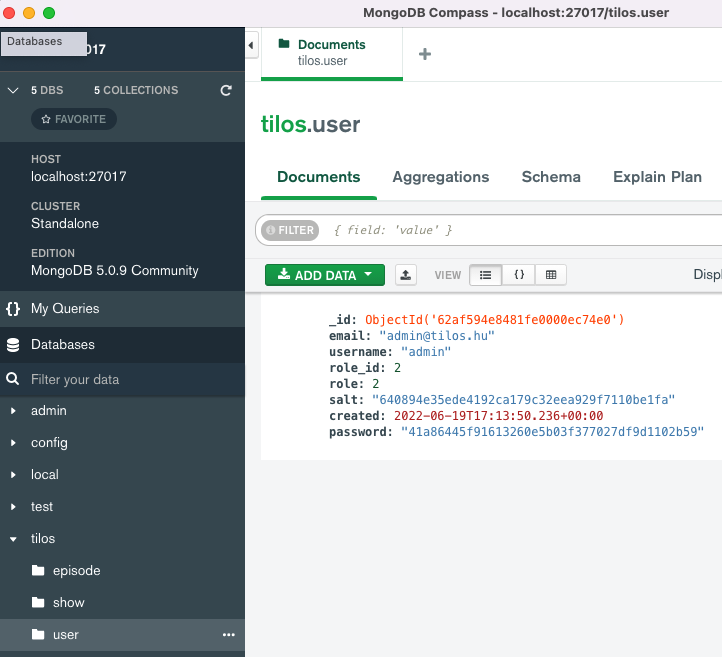 MongoDB Compass - localhost:27017/tilos.user
Databases
017
5 DBS 5 COLLECTIONS
FAVORITE
HOST
localhost:27017
CLUSTER
Standalone
EDITION
MongoDB 5.0.9 Community
{} My Queries
Databases
Filter your data
admin
config
local
test
tilos
episode
show
user
Documents
tilos.user
tilos.user
Documents Aggregations Schema Explain Plan
FILTER { field: 'value' }
ADD DATA VIEW {} Displ
_id: ObjectId('62af594e8481fe0000ec74e0')
email: "admin@tilos.hu"
username: "admin"
role_id: 2
role: 2
salt: "640894e35ede4192ca179c32eea929f7110be1fa"
created: 2022-06-19T17:13:50.236+00:00
password: "41a86445f91613260e5b03f377027df9d1102b59"